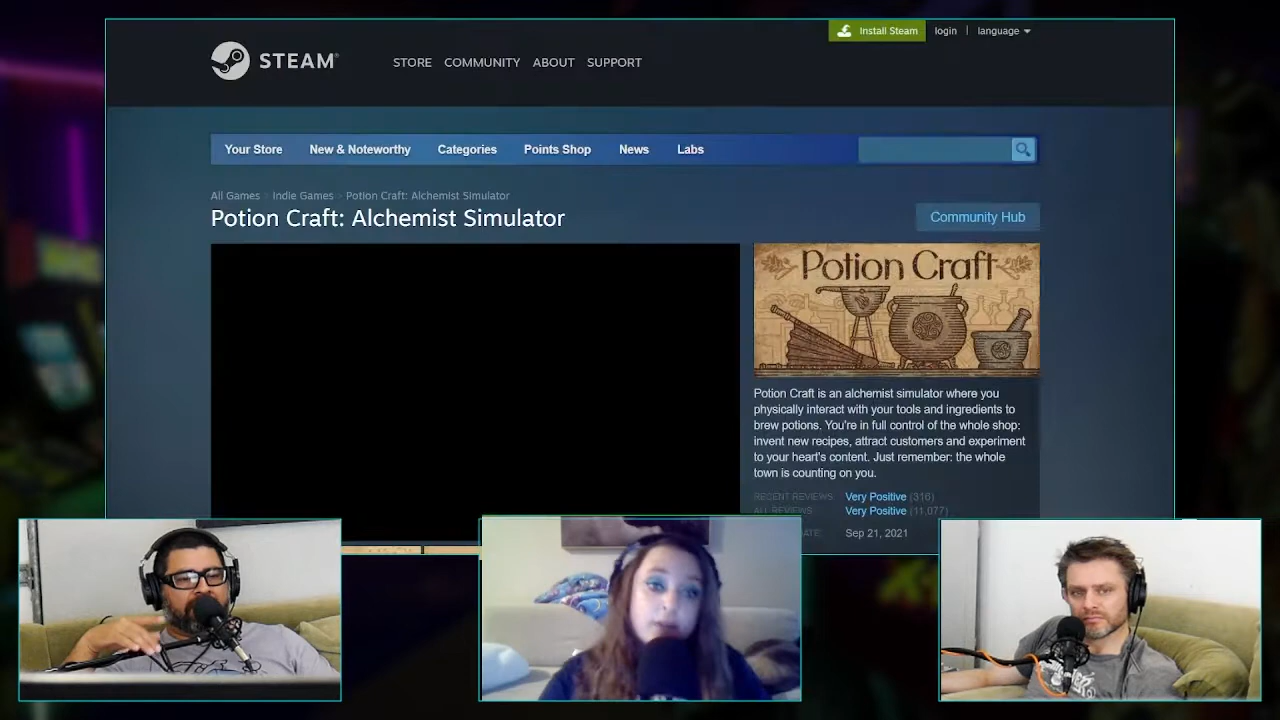 Install Steam
login | language
STEAM®
STORE COMMUNITY ABOUT SUPPORT
Your Store New & Noteworthy Categories Points Shop News Labs
All Games > Indie Games > Potion Craft: Alchemist Simulator
Potion Craft: Alchemist Simulator
Community Hub
Potion Craft
Potion Craft is an alchemist simulator where you
physically interact with your tools and ingredients to
brew potions. You're in full control of the whole shop:
invent new recipes, attract customers and experiment
to your heart's content. Just remember: the whole
town is counting on you.
RECENT REVIEWS: Very Positive (316)
ALL REVIEWS: Very Positive (11,077)
ATE: Sep 21, 2021